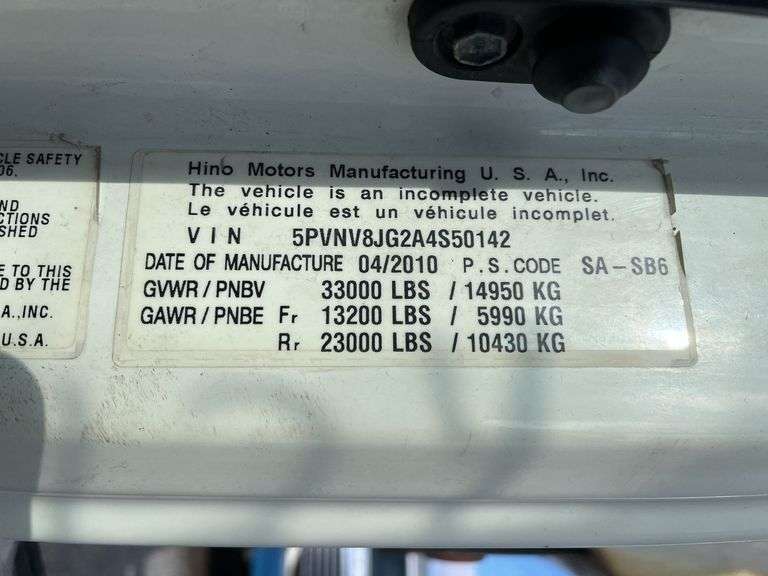 CLE SAFETY
06.
ND
CTIONS
SHED
E TO THIS
D BY THE
A.,INC.
U.S.A.
Hino Motors Manufacturing U. S. A., Inc.
The vehicle is an incomplete vehicle.
Le véhicule est un véhicule incomplet.
VIN 5PVNV8JG2A4S50142
DATE OF MANUFACTURE 04/2010 P.S.CODE SA-SB6
GVWR / PNBV 33000 LBS / 14950 KG
GAWR / PNBE Fr 13200 LBS / 5990 KG
Rr 23000 LBS / 10430 KG